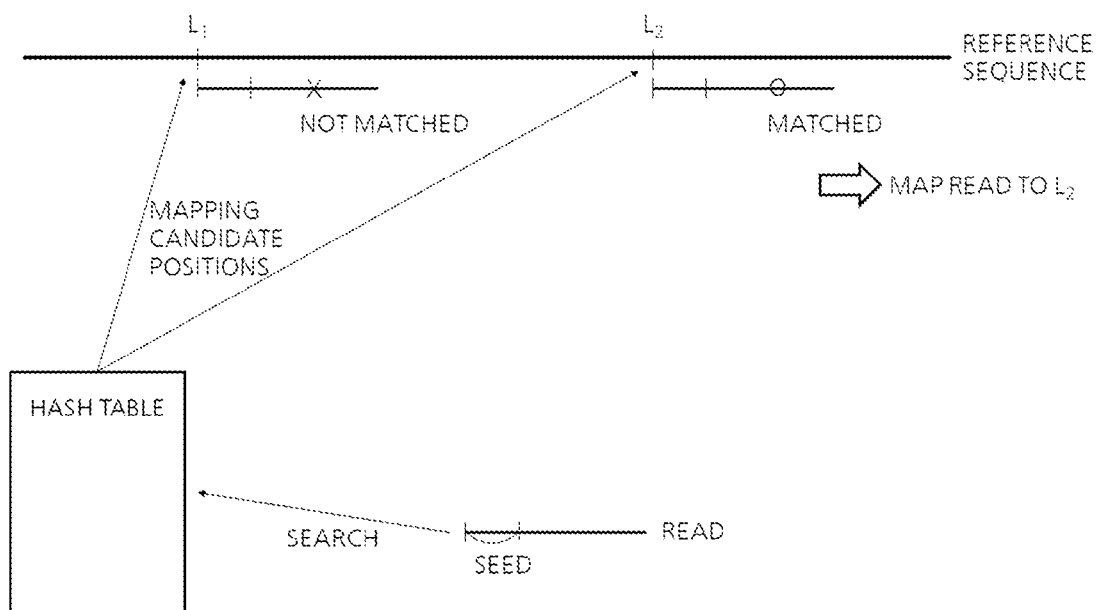 L₁
L₂
REFERENCE
SEQUENCE
X
NOT MATCHED
MATCHED
MAP READ TO L₂
MAPPING
CANDIDATE
POSITIONS
HASH TABLE
SEARCH
READ
SEED